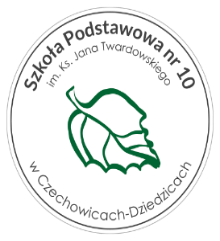 Szkoła Podstawowa nr 10
im. Ks. Jana Twardowskiego
w Czechowicach-Dziedzicach